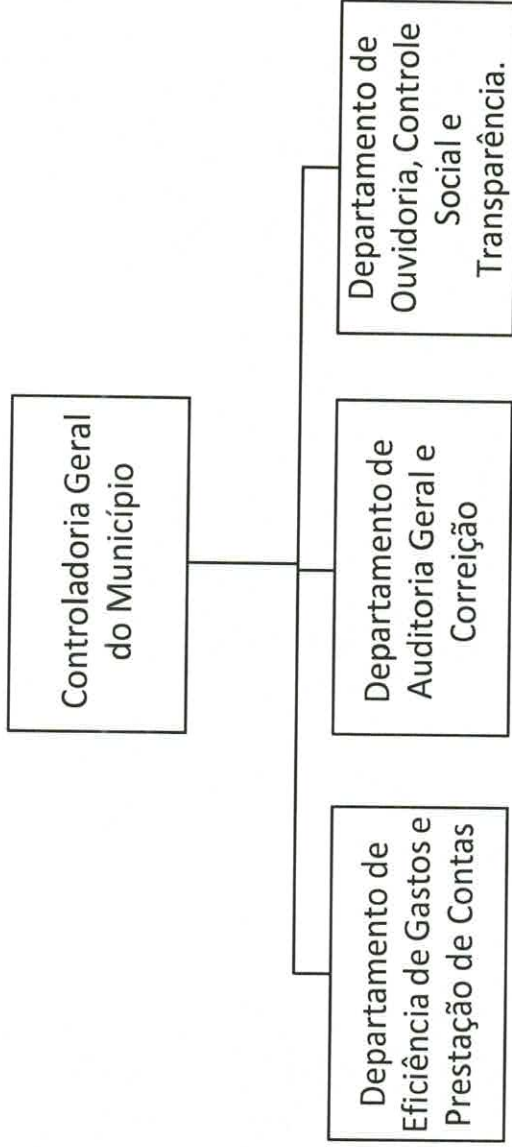 Controladoria Geral
do Município
Departamento de
Eficiência de Gastos e
Prestação de Contas
Departamento de
Auditoria Geral e
Correição
Departamento de
Ouvidoria, Controle
Social e
Transparência.